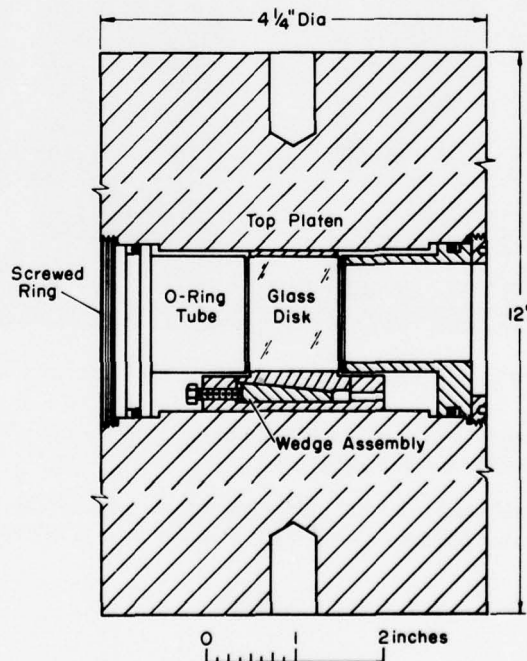 4 1/4" Dia
Top Platen
Screwed
Ring
O-Ring
Tube
Glass
Disk
12"
Wedge Assembly
0 1 2 inches